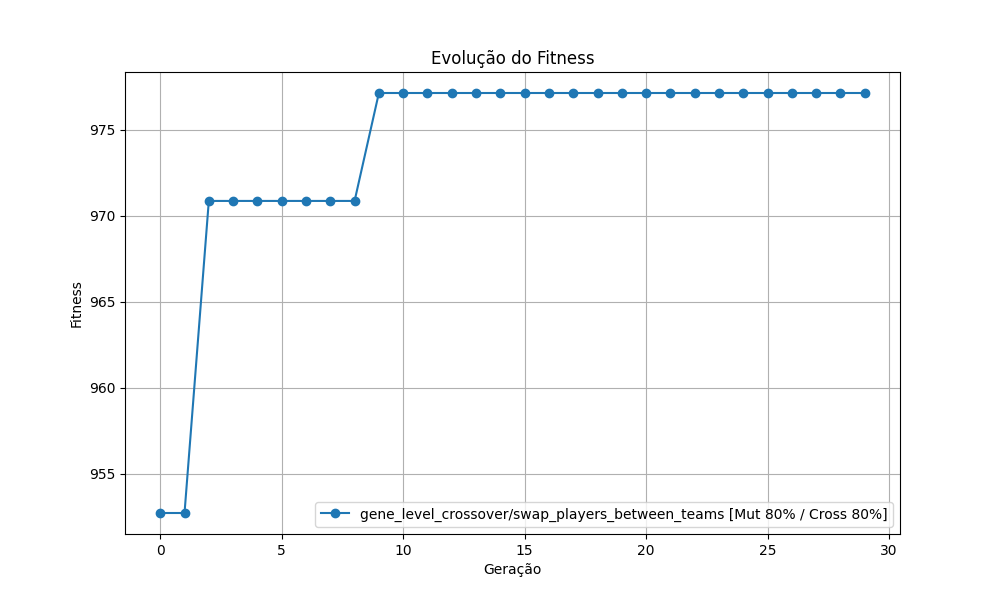 Evolução do Fitness
Fitness
975
970
965
960
955
gene_level_crossover/swap_players_between_teams [Mut 80% / Cross 80%]
0 5 10 15 20 25 30
Geração